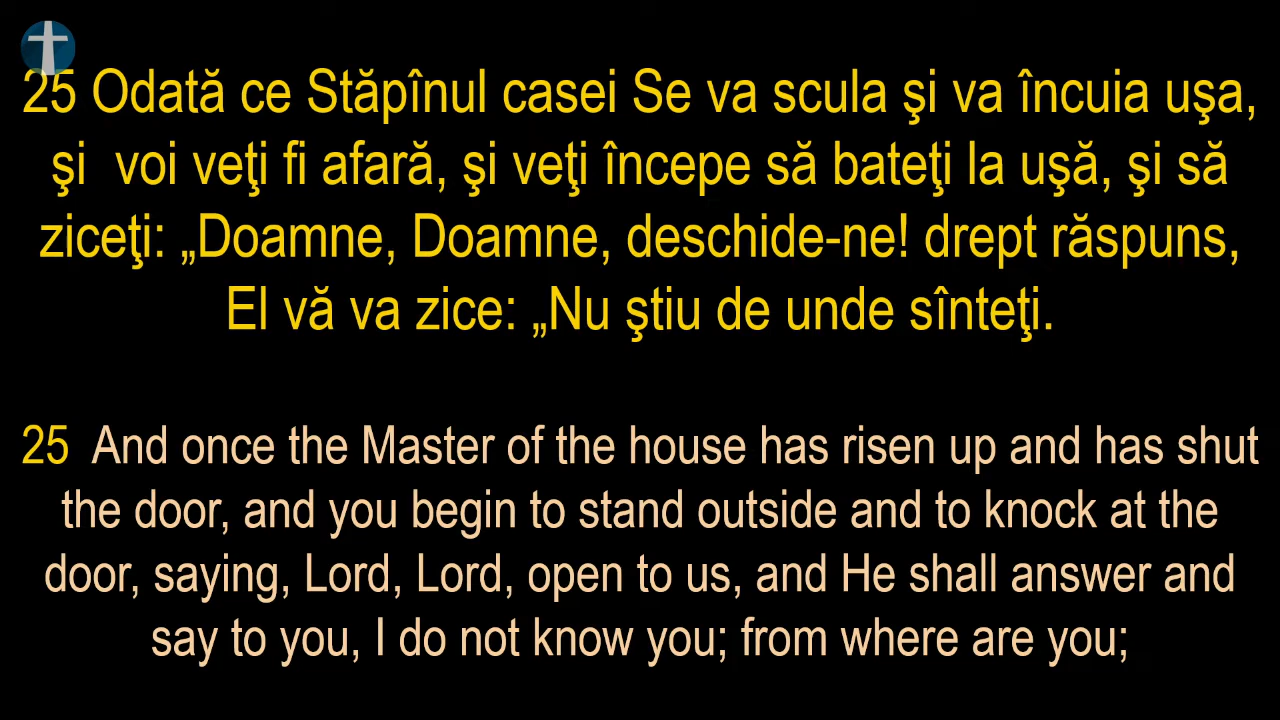 25 Odată ce Stăpînul casei Se va scula şi va încuia uşa,
şi  voi veţi fi afară, şi veţi începe să bateţi la uşă, şi să
ziceţi: „Doamne, Doamne, deschide-ne! drept răspuns,
El vă va zice: „Nu ştiu de unde sînteţi.
25  And once the Master of the house has risen up and has shut
the door, and you begin to stand outside and to knock at the
door, saying, Lord, Lord, open to us, and He shall answer and
say to you, I do not know you; from where are you;